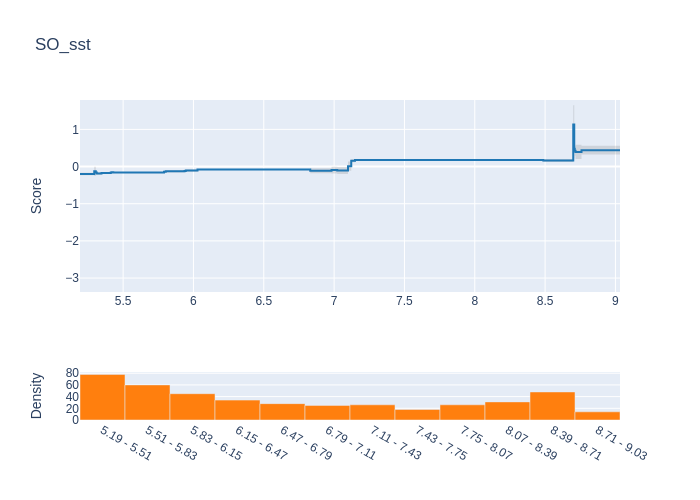 SO_sst
Score
1
0
−1
−2
−3
5.5 6 6.5 7 7.5 8 8.5 9
Density
80
60
40
20
0
5.19 - 5.51
5.51 - 5.83
5.83 - 6.15
6.15 - 6.47
6.47 - 6.79
6.79 - 7.11
7.11 - 7.43
7.43 - 7.75
7.75 - 8.07
8.07 - 8.39
8.39 - 8.71
8.71 - 9.03